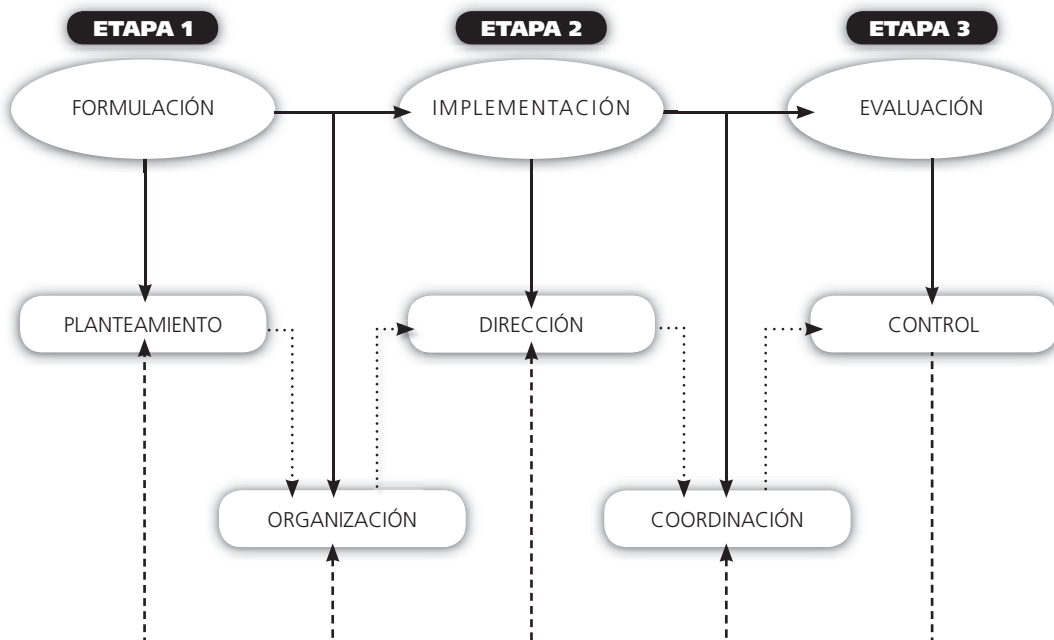 ETAPA 1
ETAPA 2
ETAPA 3
FORMULACIÓN
IMPLEMENTACIÓN
EVALUACIÓN
PLANTEAMIENTO
DIRECCIÓN
CONTROL
ORGANIZACIÓN
COORDINACIÓN